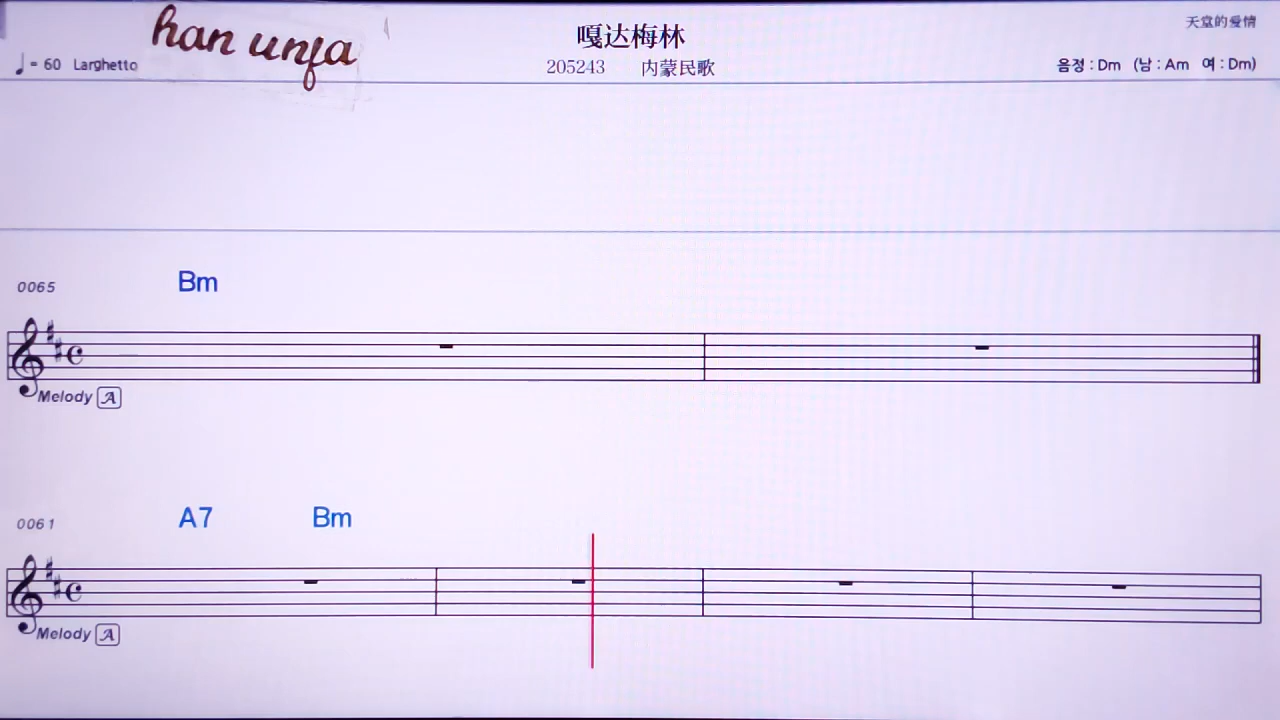 han unfa
嘎达梅林
天堂的爱情
♩= 60 Larghetto
205243 内蒙民歌
음정 : Dm (남 : Am 여 : Dm)
0065
Bm
Melody A
0061
A7 Bm
Melody A